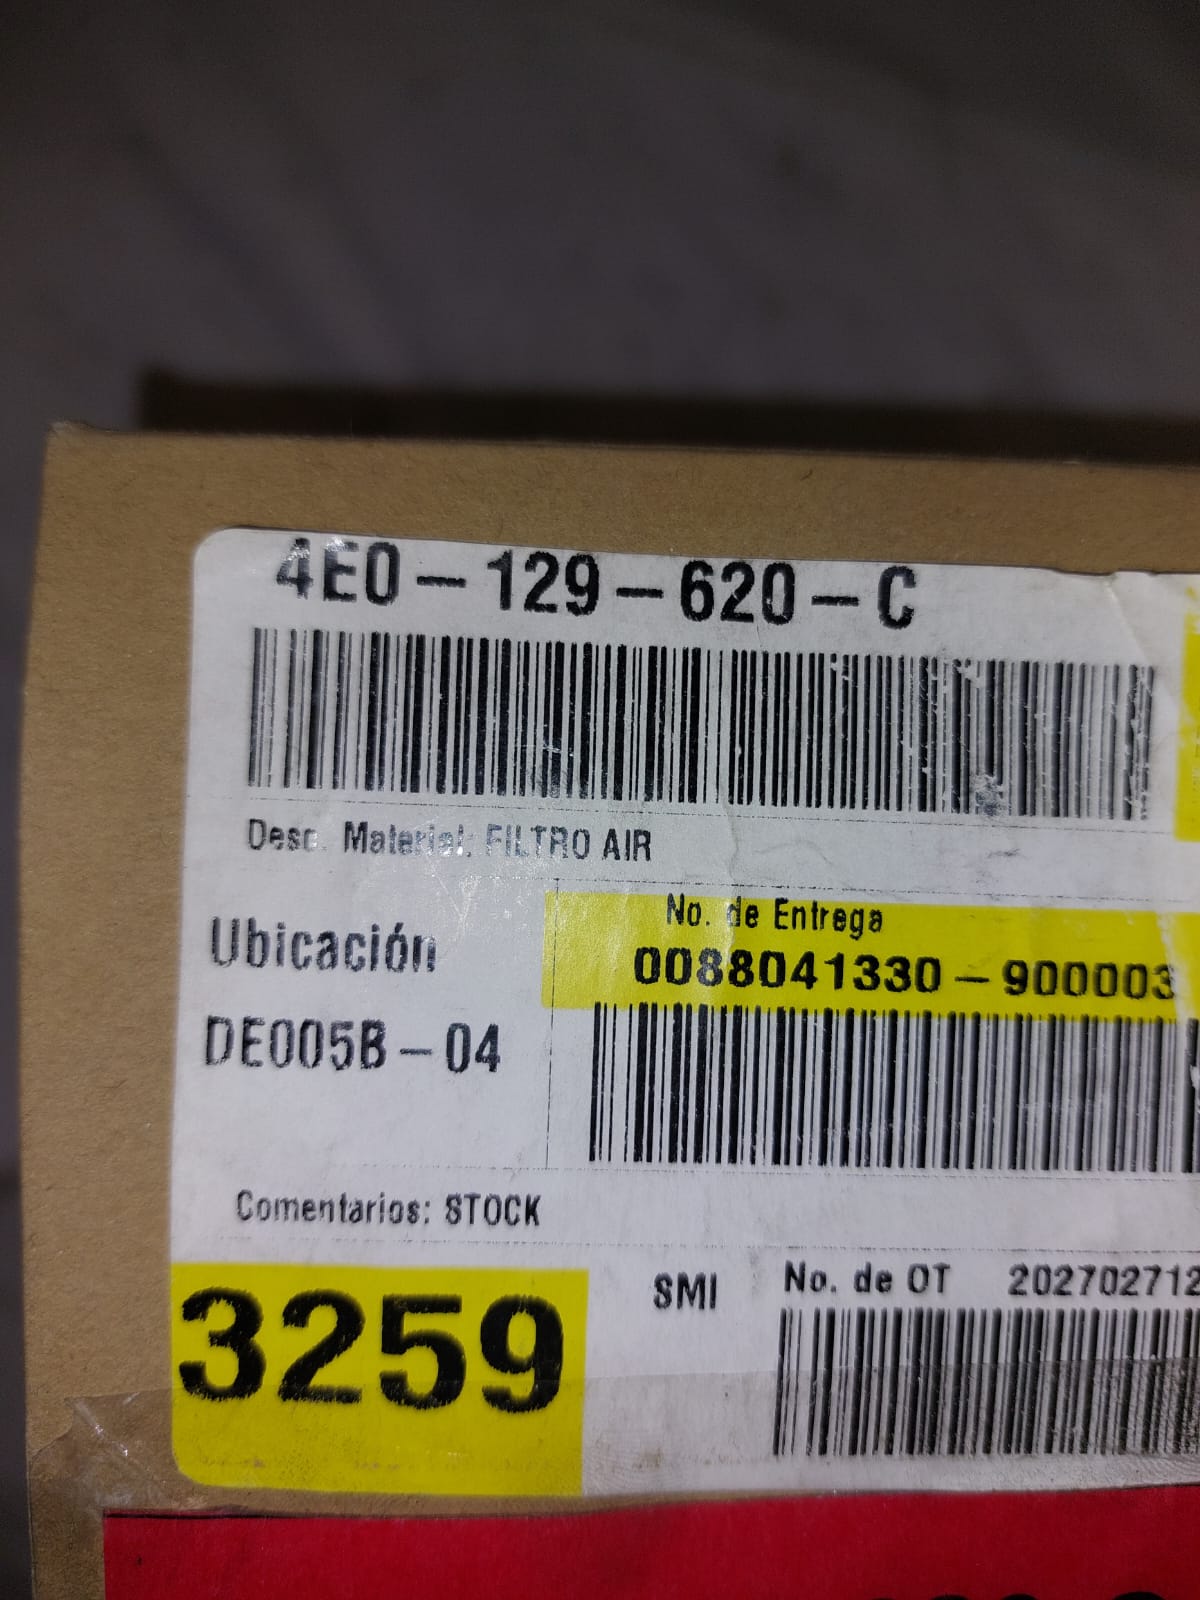 4E0-129-620-C
Desc. Material: FILTRO AIR
No. de Entrega
Ubicación
0088041330-900003
DE005B-04
Comentarios: STOCK
SMI No. de OT 202702712
3259